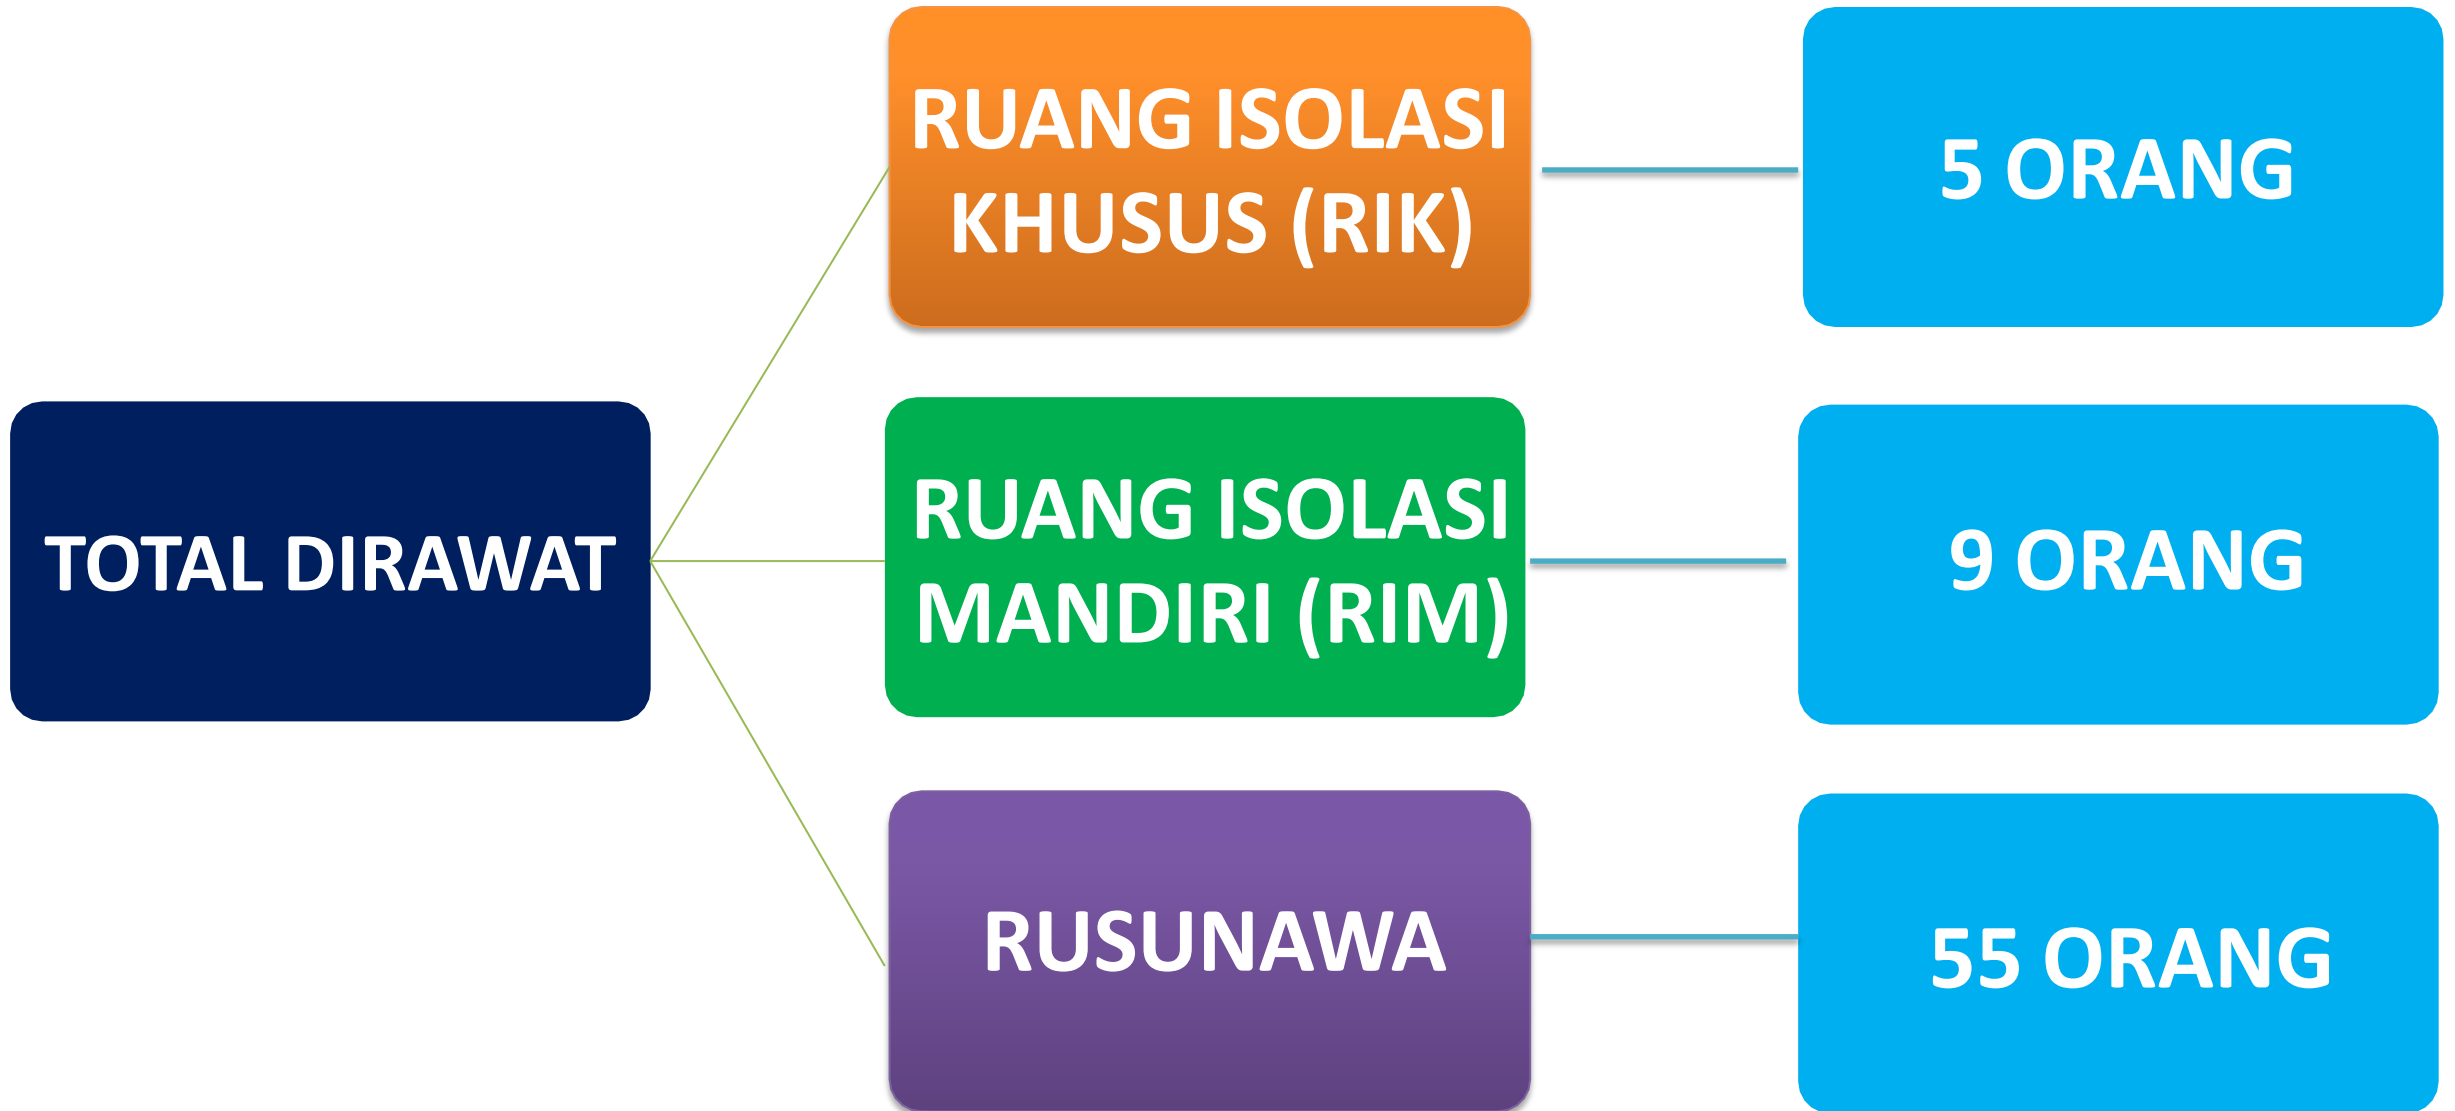 TOTAL DIRAWAT
RUANG ISOLASI
KHUSUS (RIK)
5 ORANG
RUANG ISOLASI
MANDIRI (RIM)
9 ORANG
RUSUNAWA
55 ORANG